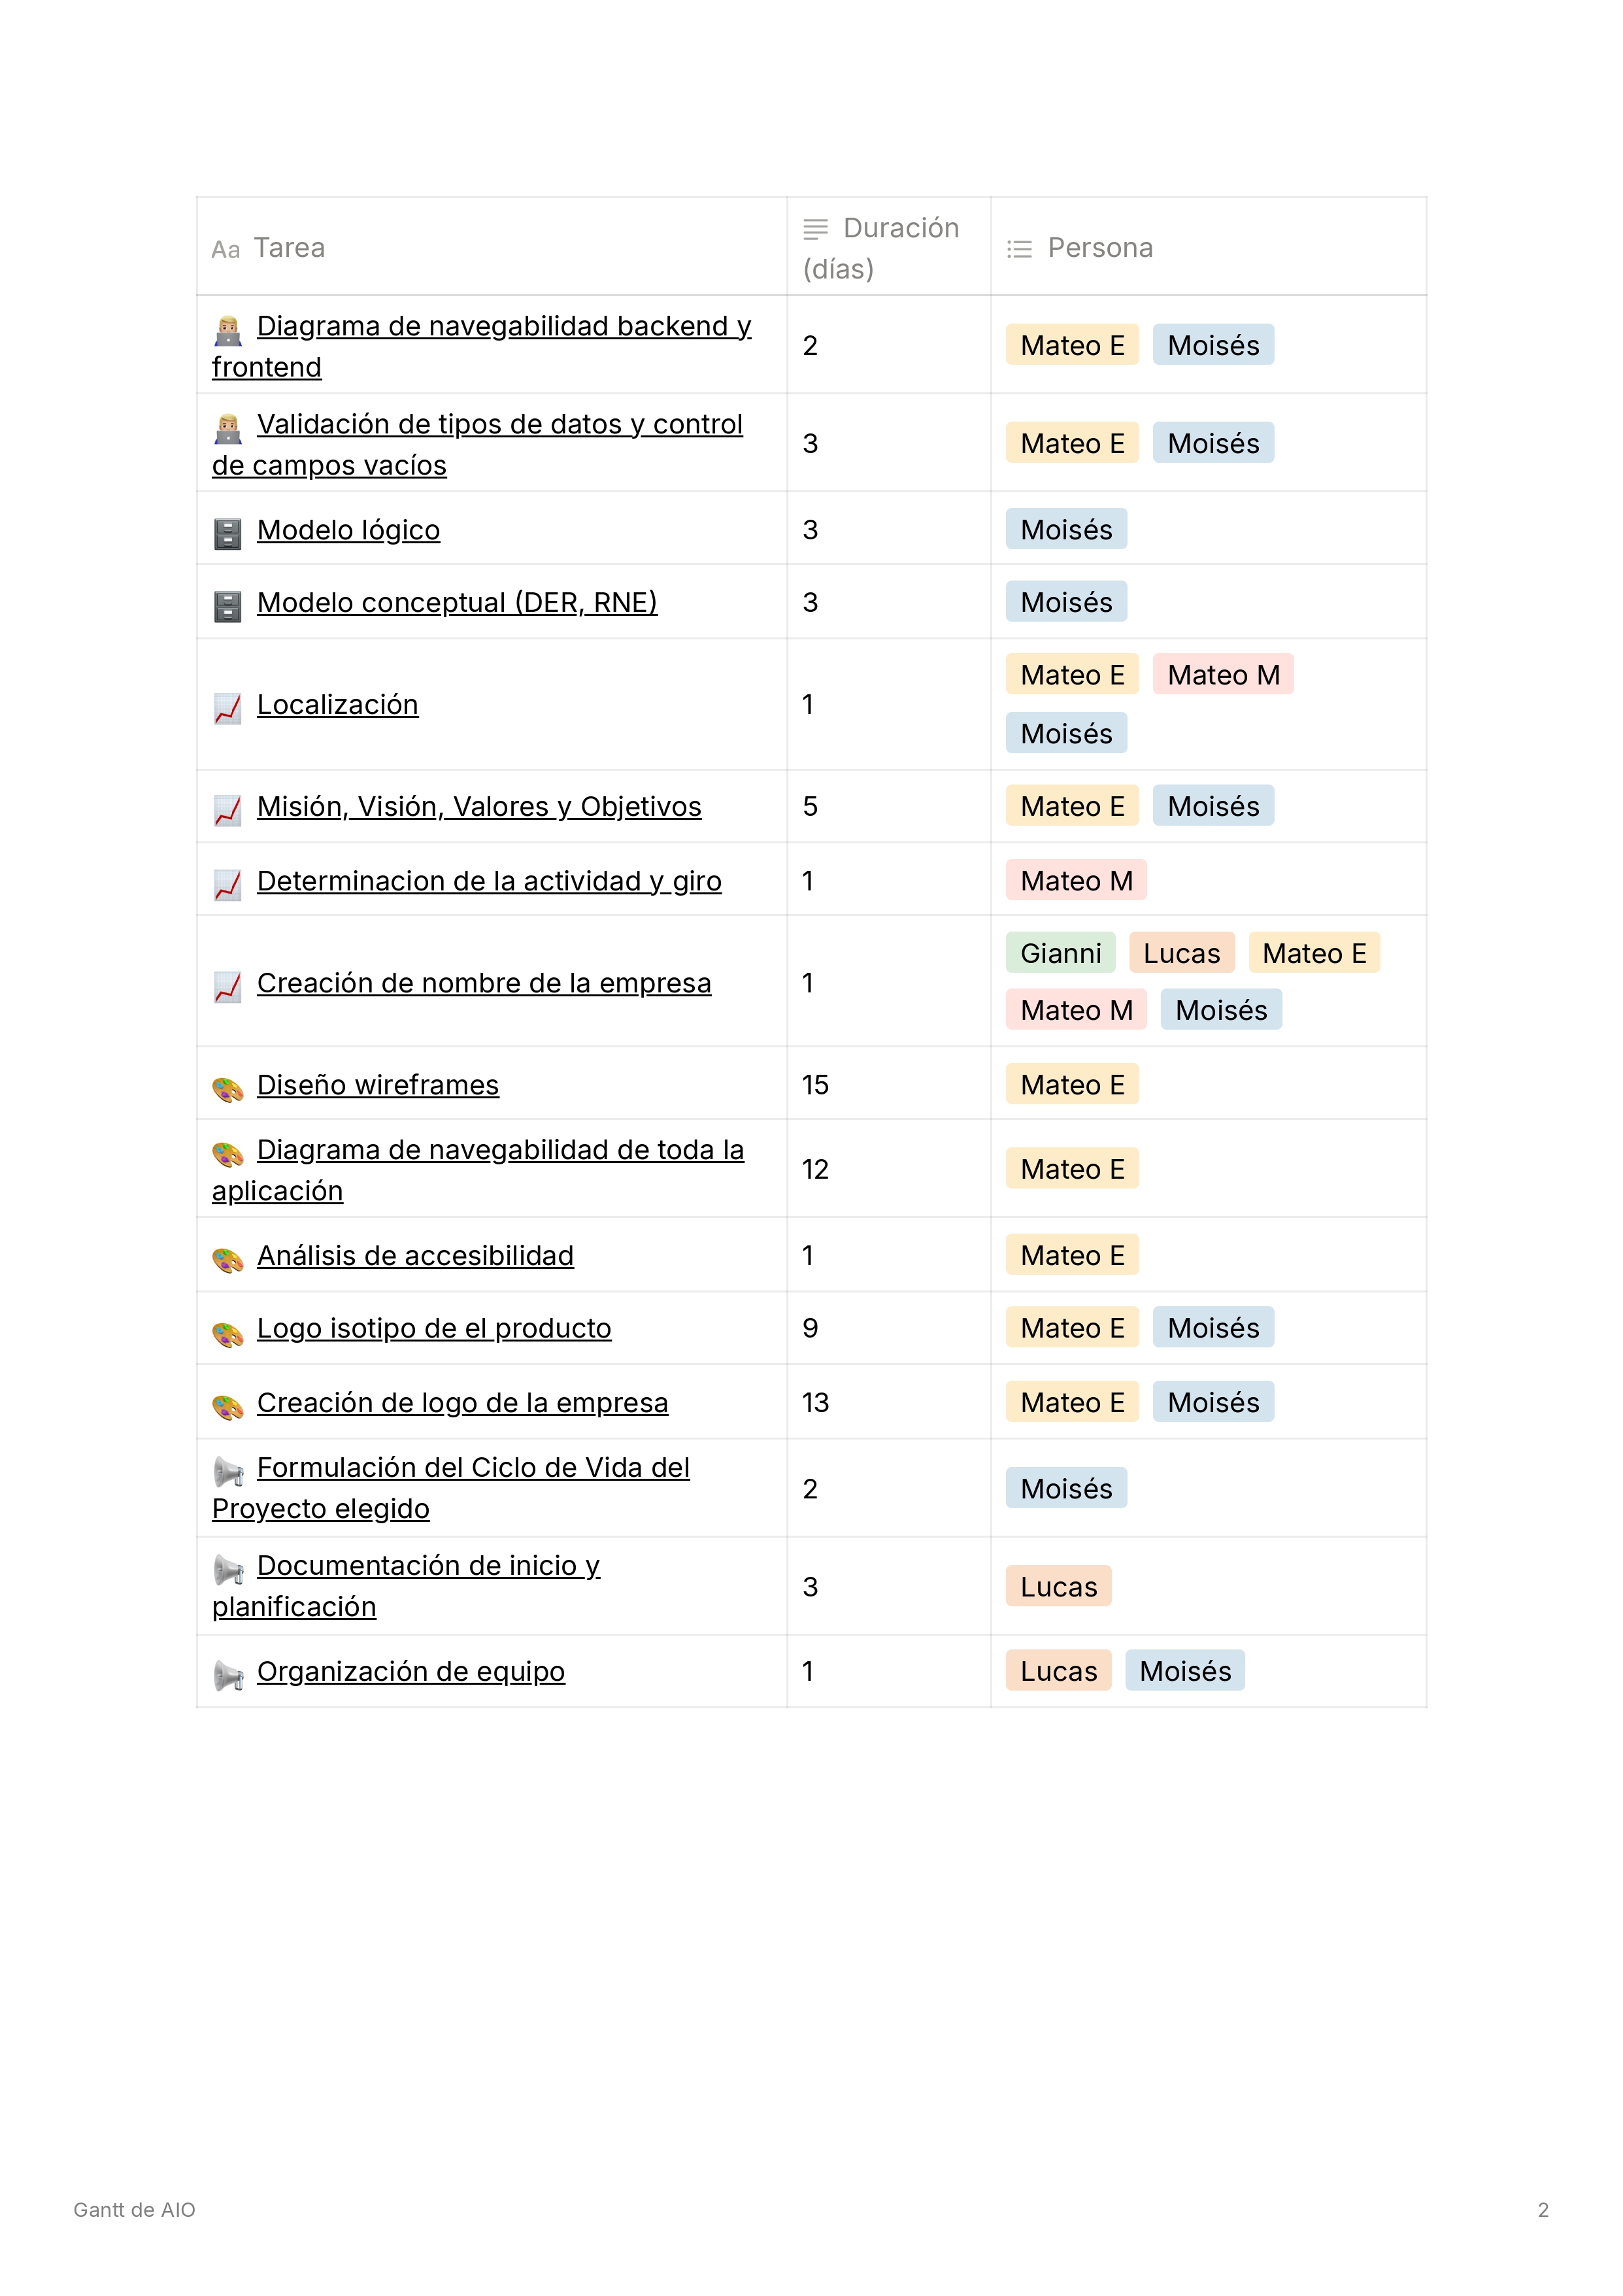 Aa Tarea
Duración
(días)
Persona
Diagrama de navegabilidad backend y
frontend
2
Mateo E Moisés
Validación de tipos de datos y control
de campos vacíos
3
Mateo E Moisés
Modelo lógico
3
Moisés
Modelo conceptual (DER, RNE)
3
Moisés
Localización
1
Mateo E Mateo M
Moisés
Misión, Visión, Valores y Objetivos
5
Mateo E Moisés
Determinacion de la actividad y giro
1
Mateo M
Creación de nombre de la empresa
1
Gianni Lucas Mateo E
Mateo M Moisés
Diseño wireframes
15
Mateo E
Diagrama de navegabilidad de toda la
aplicación
12
Mateo E
Análisis de accesibilidad
1
Mateo E
Logo isotipo de el producto
9
Mateo E Moisés
Creación de logo de la empresa
13
Mateo E Moisés
Formulación del Ciclo de Vida del
Proyecto elegido
2
Moisés
Documentación de inicio y
planificación
3
Lucas
Organización de equipo
1
Lucas Moisés
Gantt de AIO
2